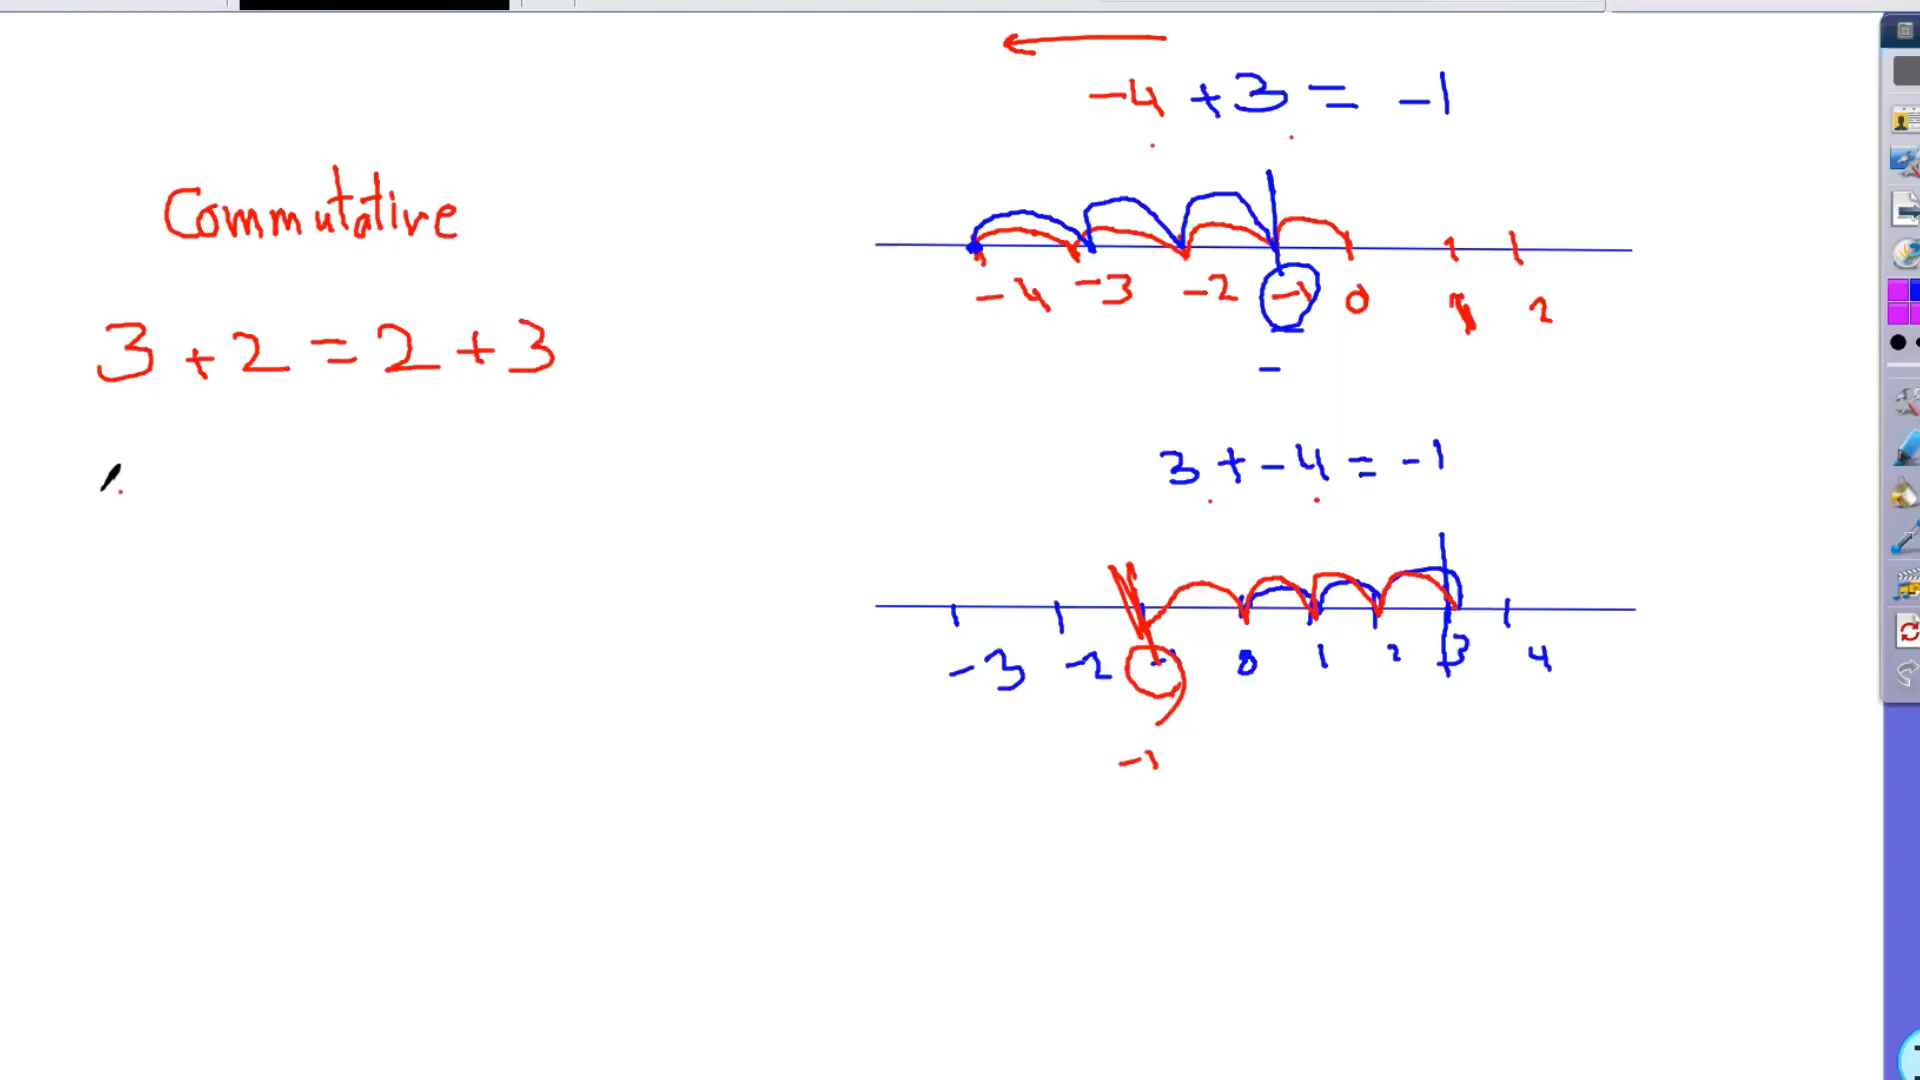 -4 + 3 = -1
Commutative
-4 -3 -2 -1 0 1 2
3 + 2 = 2 + 3
-
3 + -4 = -1
-3 -2 -1 0 1 2 3 4
-1